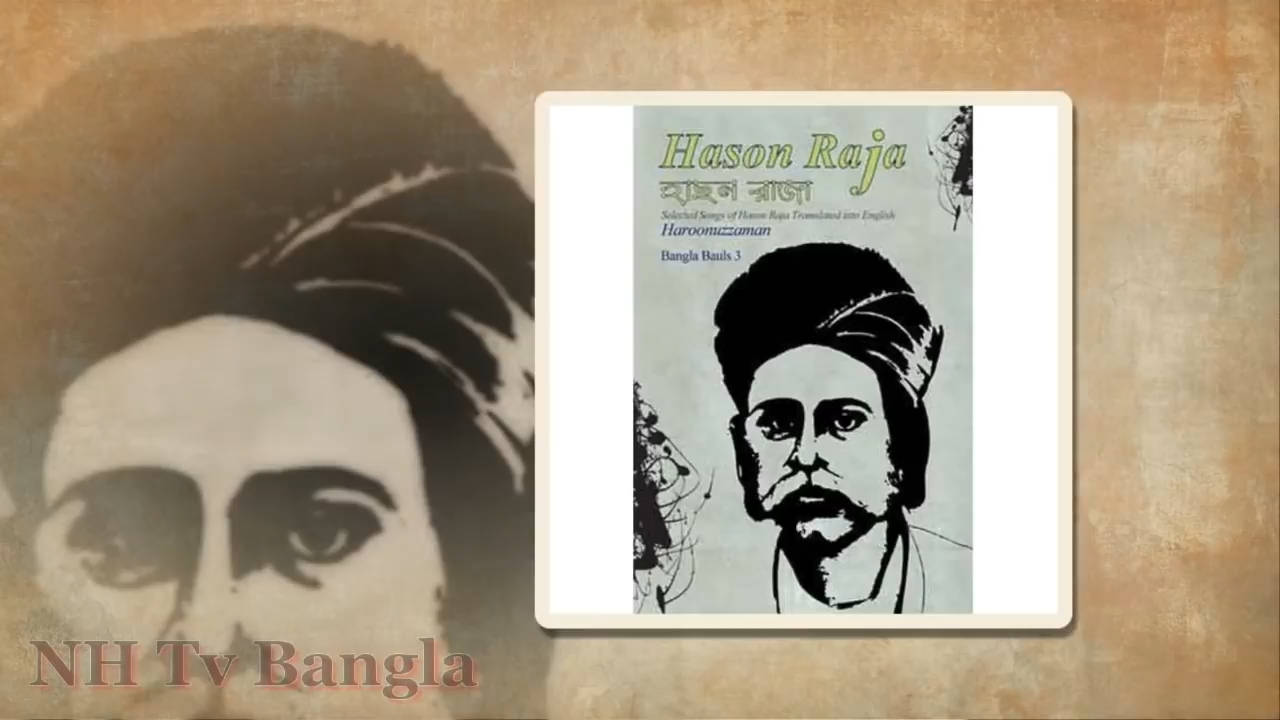 Hason Raja
হাছন রাজা
Selected Songs of Hason Raja Translated into English
Haroonuzzaman
Bangla Bauls 3
NH Tv Bangla